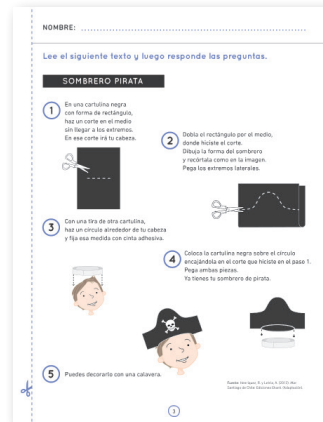 NOMBRE:
Lee el siguiente texto y luego responde las preguntas.
SOMBRERO PIRATA
1
En una cartulina negra
con forma de rectángulo,
haz un corte en el medio
sin llegar a los extremos.
En ese corte irá tu cabeza.
2
Dobla el rectángulo por el medio,
donde hiciste el corte.
Dibuja la forma del sombrero
y recórtala como en la imagen.
Pega los extremos laterales.
3
Con una tira de otra cartulina,
haz un círculo alrededor de tu cabeza
y fija esa medida con cinta adhesiva.
4
Coloca la cartulina negra sobre el círculo
encajándola en el corte que hiciste en el paso 1.
Pega ambas piezas.
Ya tienes tu sombrero de pirata.
5
Puedes decorarlo con una calavera.
3